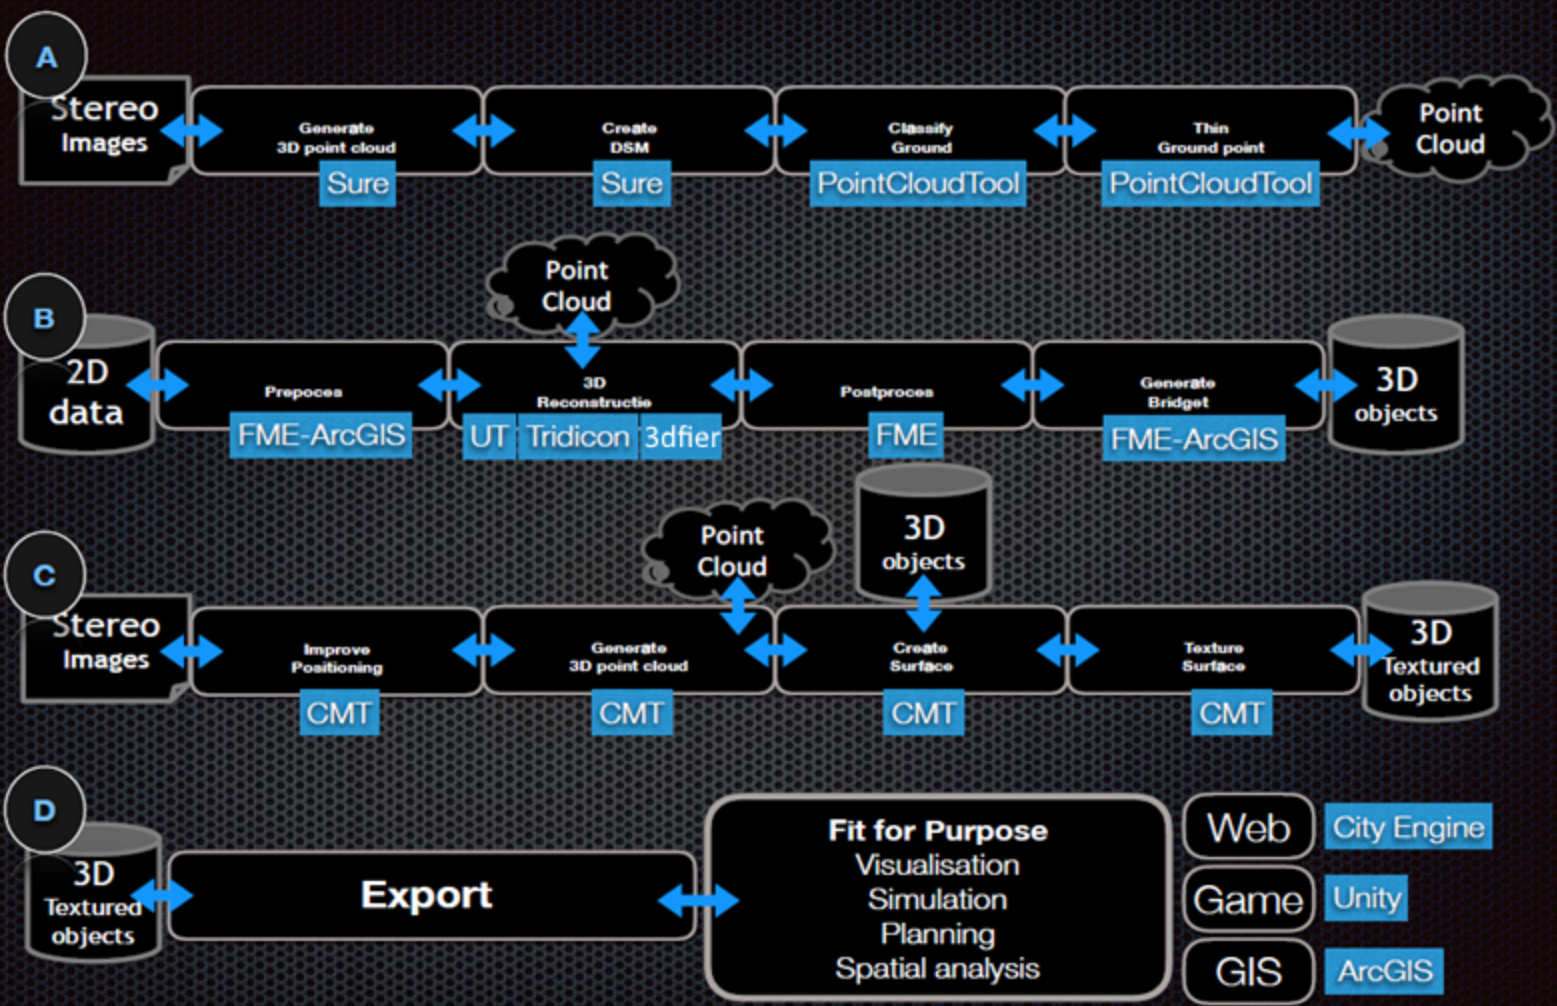 A
Stereo
Images
Generate
3D point cloud
Sure
Create
DSM
Sure
Classify
Ground
PointCloudTool
Thin
Ground point
PointCloudTool
Point
Cloud
B
2D
data
Prepoces
FME-ArcGIS
Point
Cloud
3D
Reconstructie
UT Tridicon 3dfier
Postproces
FME
Generate
Bridget
FME-ArcGIS
3D
objects
C
Stereo
Images
Improve
Positioning
CMT
Generate
3D point cloud
CMT
Point
Cloud
3D
objects
Create
Surface
CMT
Texture
Surface
CMT
3D
Textured
objects
D
3D
Textured
objects
Export
Fit for Purpose
Visualisation
Simulation
Planning
Spatial analysis
Web
City Engine
Game
Unity
GIS
ArcGIS